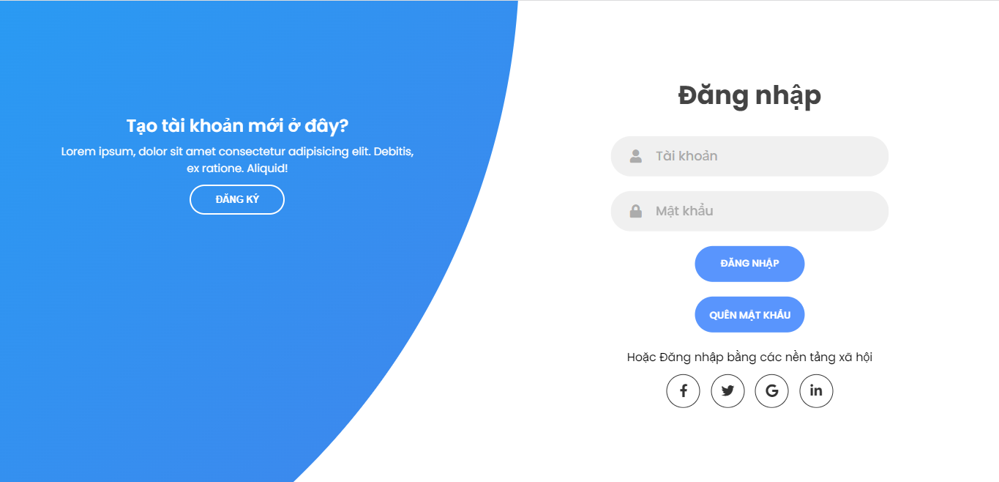 Tạo tài khoản mới ở đây?
Lorem ipsum, dolor sit amet consectetur adipisicing elit. Debitis,
ex ratione. Aliquid!
ĐĂNG KÝ
Đăng nhập
Tài khoản
Mật khẩu
ĐĂNG NHẬP
QUÊN MẬT KHẨU
Hoặc Đăng nhập bằng các nền tảng xã hội